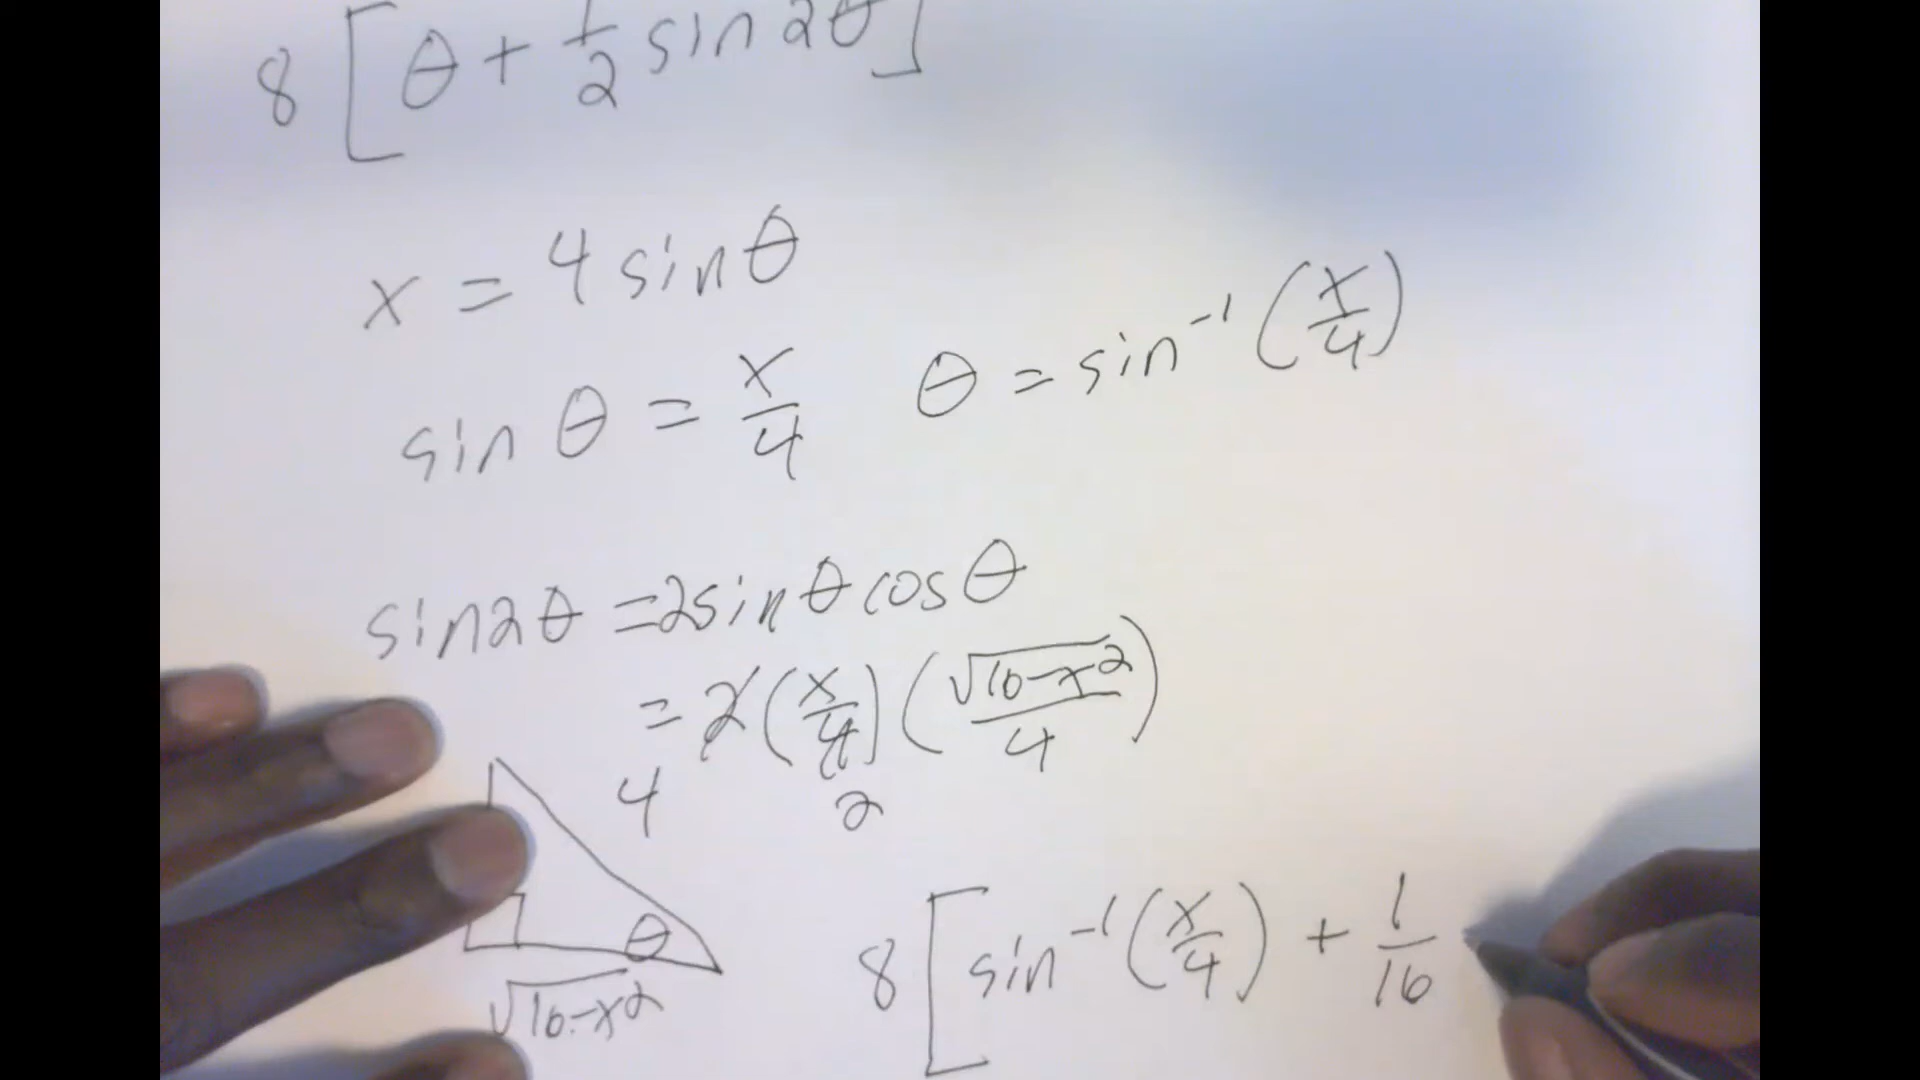 8 [θ + 1/2 sin 2θ]
x = 4 sin θ
sin θ = x/4   θ = sin⁻¹ (x/4)
sin 2θ = 2 sin θ cos θ
= 2 (x/4) (√16-x²/4)
4   2
θ
√16-x²
8 [sin⁻¹ (x/4) + 1/16